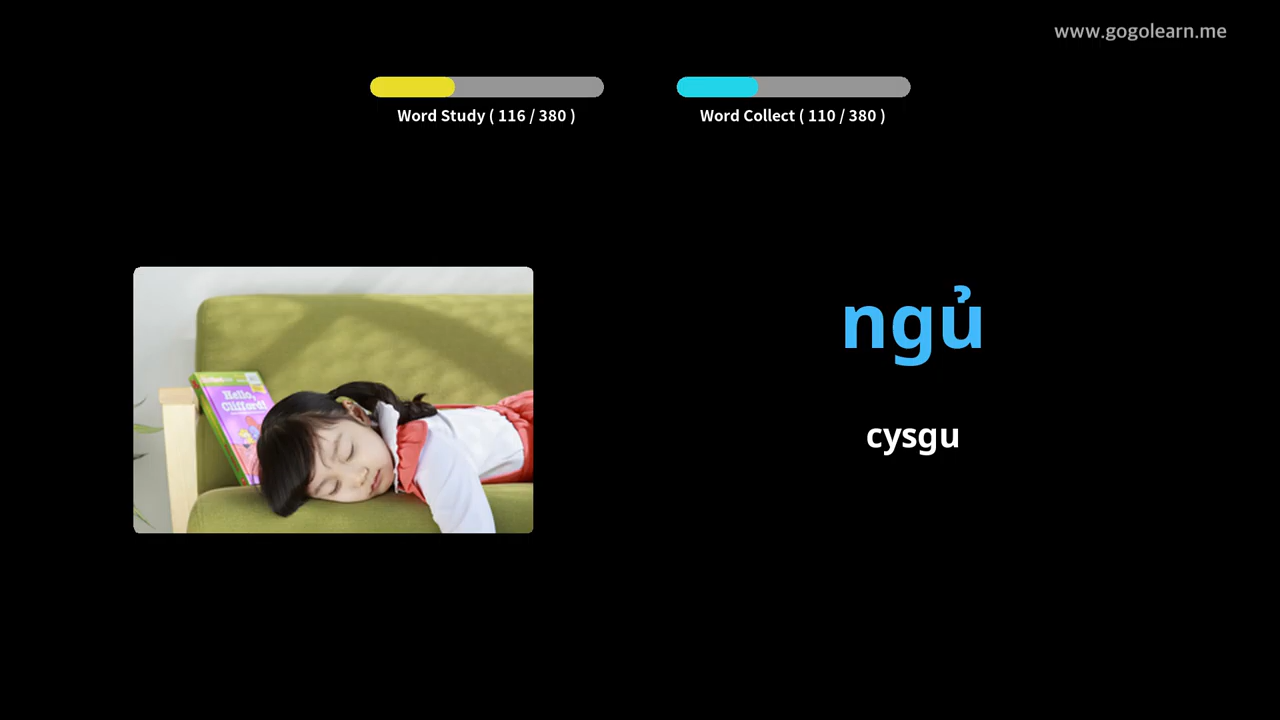 www.gogolearn.me
Word Study ( 116 / 380 )
Word Collect ( 110 / 380 )
Hello,
Clifford!
ngủ
cysgu